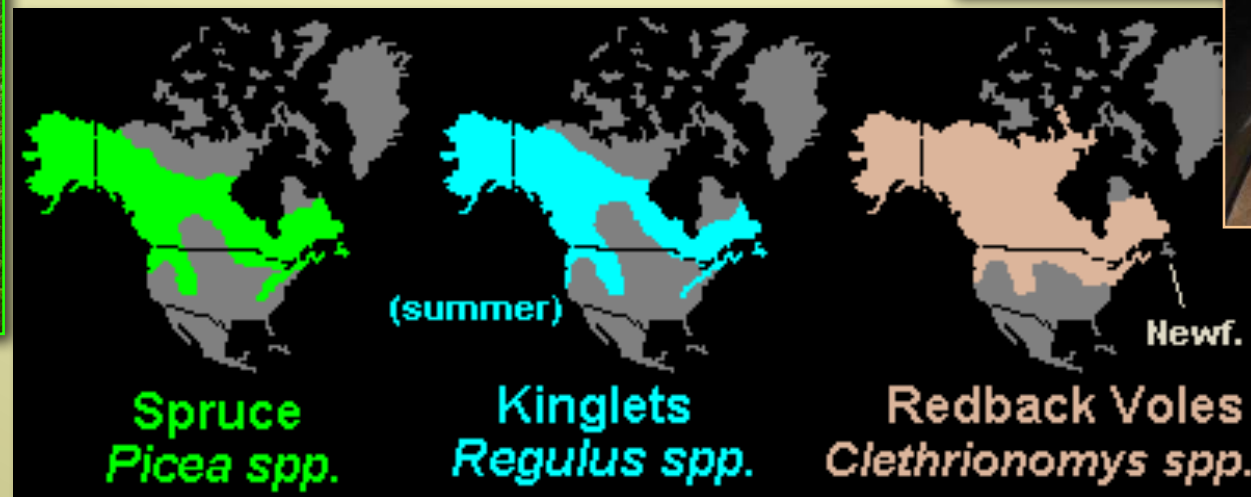 (summer)
Newf.
Spruce
Picea spp.
Kinglets
Regulus spp.
Redback Voles
Clethrionomys spp.